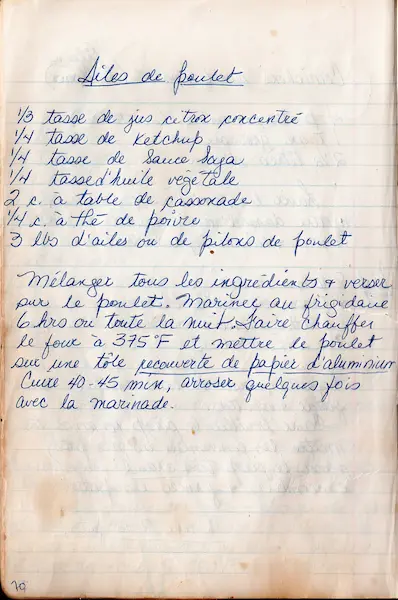 Ailes de poulet
1/3 tasse de jus citron concentré
1/4 tasse de ketchup
1/4 tasse de sauce Soya
1/4 tasse d'huile végétale
2 c. a table de cassonade
1/4 c. à thé de poivre
3 lbs d'ailes ou de pilons de poulet
Mélanger tous les ingrédients & verser
sur le poulet. Mariner au frigidaire
6 hrs ou toute la nuit. Faire chauffer
le four à 375°F et mettre le poulet
sur une tôle recouverte de papier d'aluminium
Cuire 40-45 min, arroser quelques fois
avec la marinade.